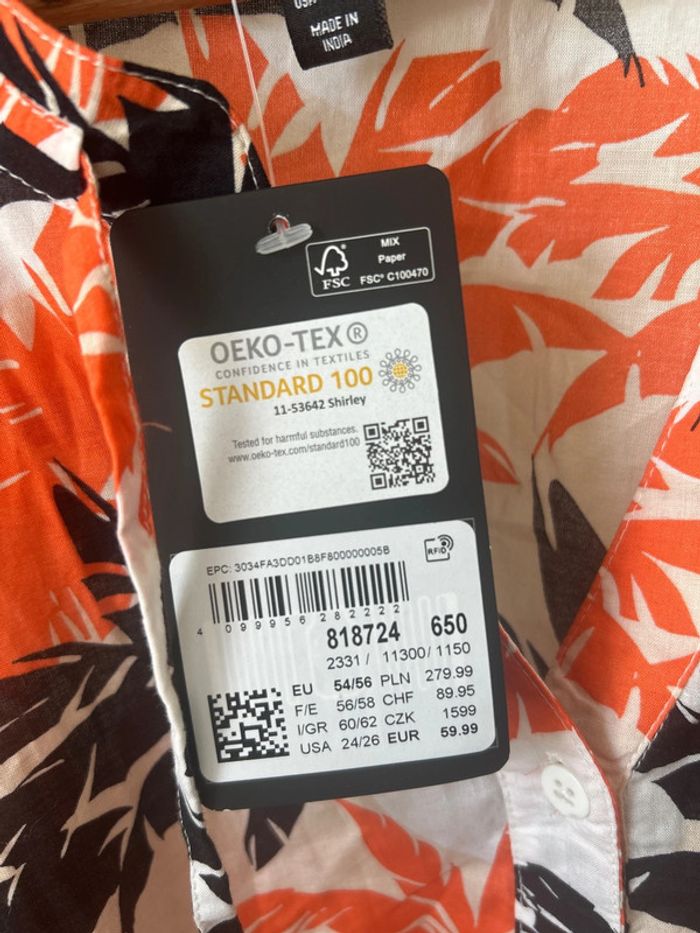 USA
MADE IN
INDIA
MIX
Paper
FSC
FSC® C100470
OEKO-TEX®
CONFIDENCE IN TEXTILES
STANDARD 100
11-53642 Shirley
Tested for harmful substances.
www.oeko-tex.com/standard100
EPC: 3034FA3DD01B8F800000005B
RFID
4 099956 282222
818724 650
2331 / 11300/ 1150
EU 54/56 PLN 279.99
F/E 56/58 CHF 89.95
I/GR 60/62 CZK 1599
USA 24/26 EUR 59.99